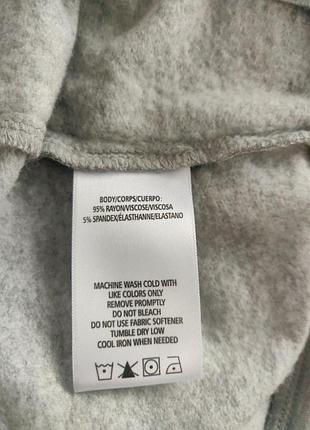 BODY/CORPS/CUERPO:
95% RAYON/VISCOSE/VISCOSA
5% SPANDEX/ÉLASTHANNE/ELASTANO
MACHINE WASH COLD WITH
LIKE COLORS ONLY
REMOVE PROMPTLY
DO NOT BLEACH
DO NOT USE FABRIC SOFTENER
TUMBLE DRY LOW
COOL IRON WHEN NEEDED